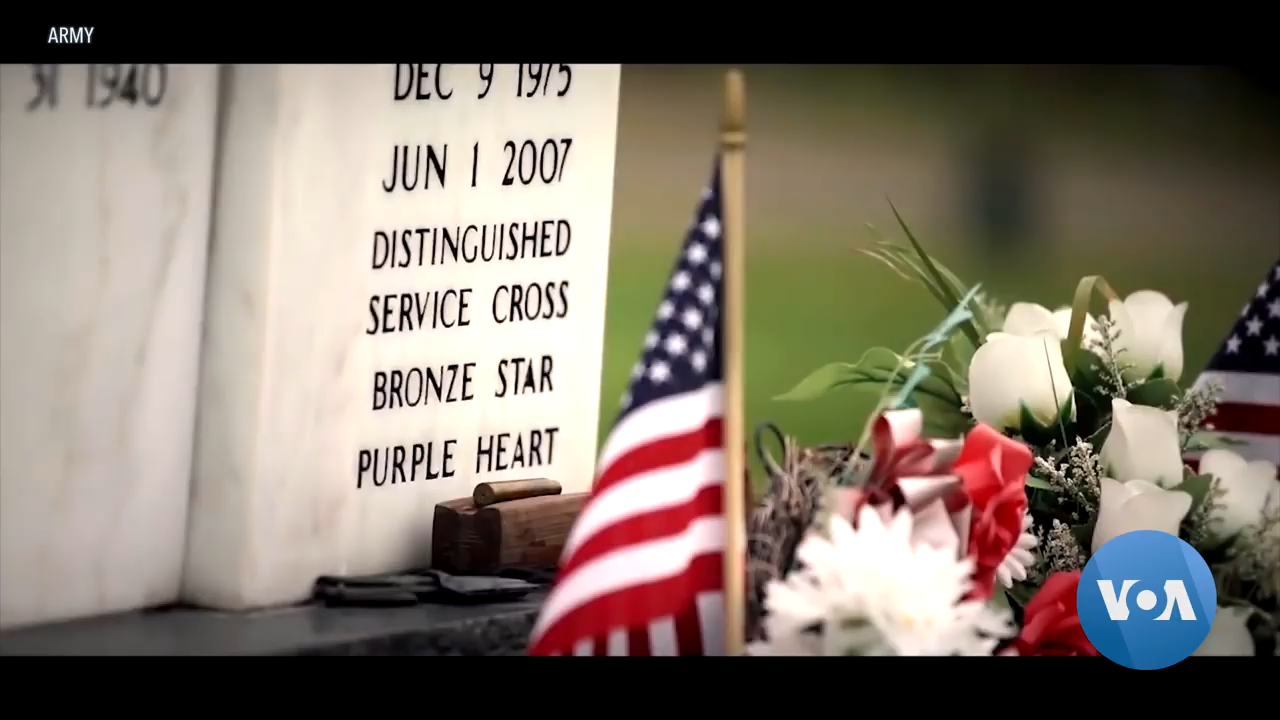 ARMY
31 1940
DEC 9 1975
JUN 1 2007
DISTINGUISHED
SERVICE CROSS
BRONZE STAR
PURPLE HEART
VOA